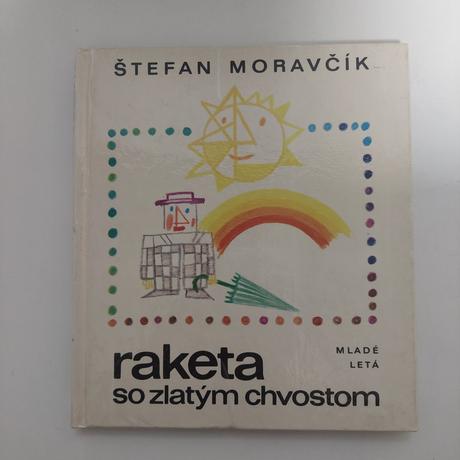 ŠTEFAN MORAVČÍK
raketa
so zlatým chvostom
MLADÉ
LETÁ